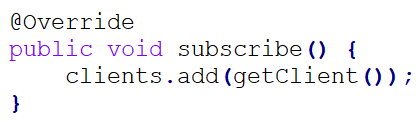 @Override
public void subscribe() {
    clients.add(getClient());
}